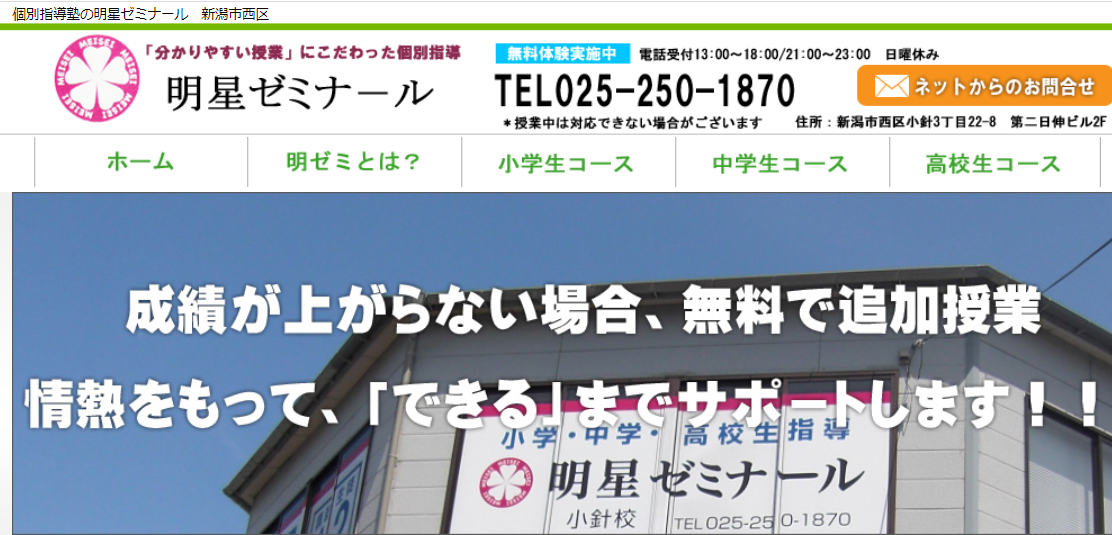 個別指導塾の明星ゼミナール　新潟市西区
MEISEI MEISEI MEISEI MEISEI
「分かりやすい授業」にこだわった個別指導
明星ゼミナール
無料体験実施中　電話受付13:00〜18:00/21:00〜23:00　日曜休み
TEL025-250-1870
ネットからのお問合せ
＊授業中は対応できない場合がございます　住所：新潟市西区小針3丁目22-8　第二日伸ビル2F
ホーム　明ゼミとは？　小学生コース　中学生コース　高校生コース
成績が上がらない場合、無料で追加授業
情熱をもって、「できる」までサポートします！！
小学・中学・高校生指導
MEISEI MEISEI MEISEI MEISEI
明星ゼミナール
小針校　TEL 025-250-1870